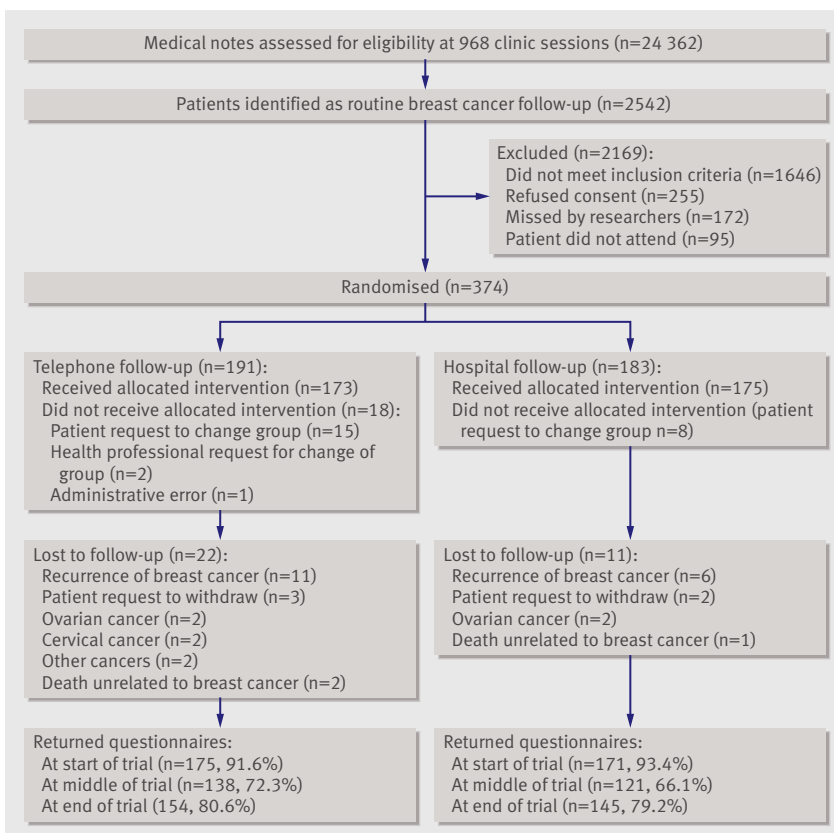 Medical notes assessed for eligibility at 968 clinic sessions (n=24 362)
Patients identified as routine breast cancer follow-up (n=2542)
Excluded (n=2169):
Did not meet inclusion criteria (n=1646)
Refused consent (n=255)
Missed by researchers (n=172)
Patient did not attend (n=95)
Randomised (n=374)
Telephone follow-up (n=191):
Received allocated intervention (n=173)
Did not receive allocated intervention (n=18):
Patient request to change group (n=15)
Health professional request for change of
group (n=2)
Administrative error (n=1)
Hospital follow-up (n=183):
Received allocated intervention (n=175)
Did not receive allocated intervention (patient
request to change group n=8)
Lost to follow-up (n=22):
Recurrence of breast cancer (n=11)
Patient request to withdraw (n=3)
Ovarian cancer (n=2)
Cervical cancer (n=2)
Other cancers (n=2)
Death unrelated to breast cancer (n=2)
Lost to follow-up (n=11):
Recurrence of breast cancer (n=6)
Patient request to withdraw (n=2)
Ovarian cancer (n=2)
Death unrelated to breast cancer (n=1)
Returned questionnaires:
At start of trial (n=175, 91.6%)
At middle of trial (n=138, 72.3%)
At end of trial (154, 80.6%)
Returned questionnaires:
At start of trial (n=171, 93.4%)
At middle of trial (n=121, 66.1%)
At end of trial (n=145, 79.2%)